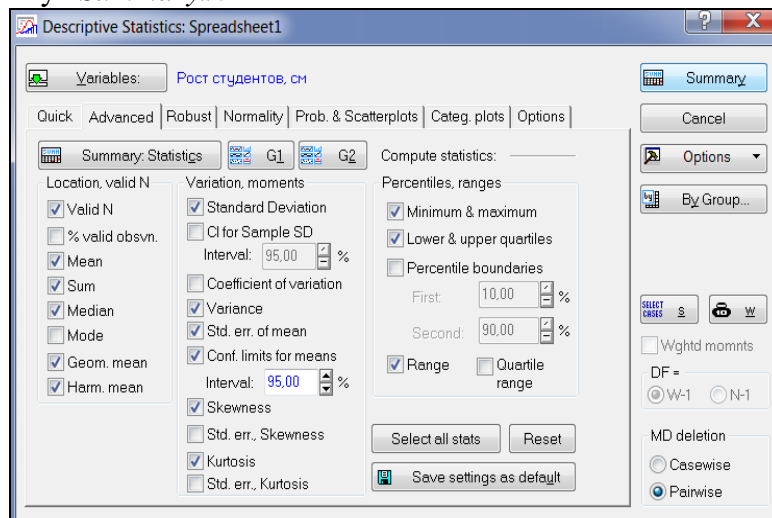 Descriptive Statistics: Spreadsheet1
Variables: Рост студентов, см
Quick Advanced Robust Normality Prob. & Scatterplots Categ. plots Options
Summary: Statistics G1 G2 Compute statistics:
Location, valid N
Valid N
% valid obsvn.
Mean
Sum
Median
Mode
Geom. mean
Harm. mean
Variation, moments
Standard Deviation
CI for Sample SD
Interval: 95,00 %
Coefficient of variation
Variance
Std. err. of mean
Conf. limits for means
Interval: 95,00 %
Skewness
Std. err., Skewness
Kurtosis
Std. err., Kurtosis
Percentiles, ranges
Minimum & maximum
Lower & upper quartiles
Percentile boundaries
First: 10,00 %
Second: 90,00 %
Range Quartile
range
Select all stats Reset
Save settings as default
Summary
Cancel
Options
By Group...
SELECT
CASES S W
Wghtd momnts
DF =
W-1 N-1
MD deletion
Casewise
Pairwise